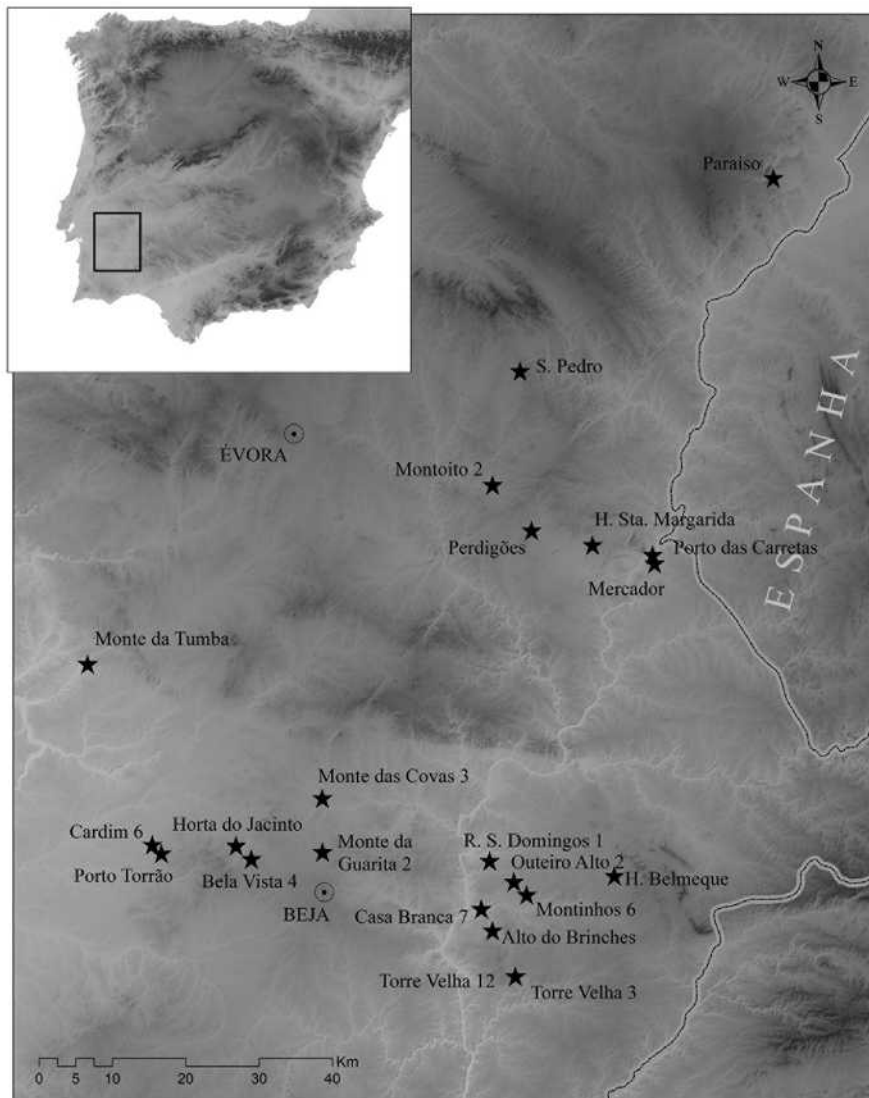 N
W E
S
Paraiso
S. Pedro
ÉVORA
ESPANHA
Montoito 2
H. Sta. Margarida
Perdigões
Porto das Carretas
Mercador
Monte da Tumba
Monte das Covas 3
Cardim 6
Horta do Jacinto
Monte da
Guarita 2
R. S. Domingos 1
Outeiro Alto 2
Porto Torrão
Bela Vista 4
H. Belmeque
BEJA
Casa Branca 7
Montinhos 6
Alto do Brinches
Torre Velha 12
Torre Velha 3
Km
0 5 10 20 30 40